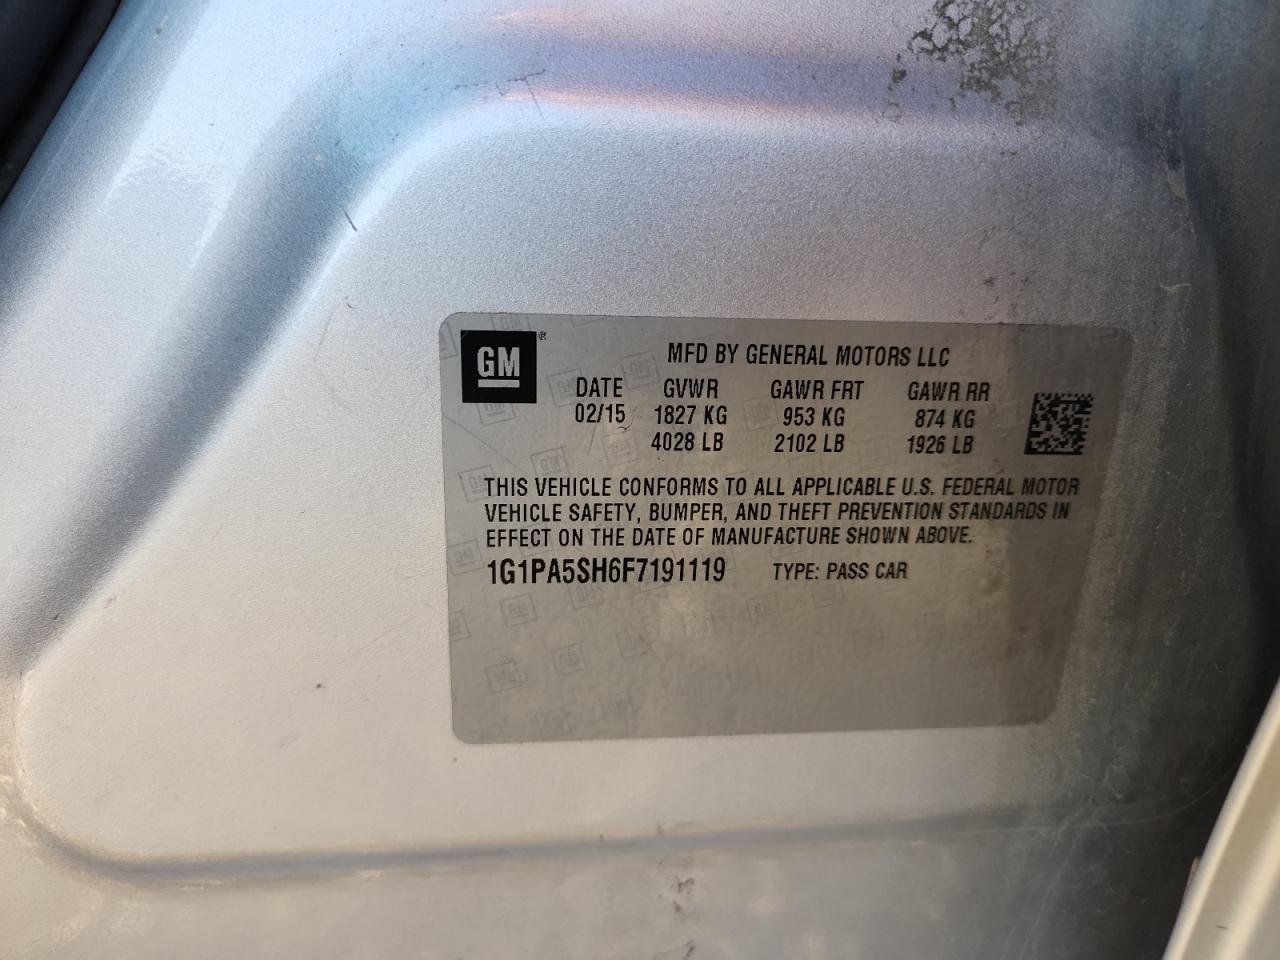 GM ®
MFD BY GENERAL MOTORS LLC
DATE GVWR GAWR FRT GAWR RR
02/15 1827 KG 953 KG 874 KG
4028 LB 2102 LB 1926 LB
THIS VEHICLE CONFORMS TO ALL APPLICABLE U.S. FEDERAL MOTOR
VEHICLE SAFETY, BUMPER, AND THEFT PREVENTION STANDARDS IN
EFFECT ON THE DATE OF MANUFACTURE SHOWN ABOVE.
1G1PA5SH6F7191119 TYPE: PASS CAR